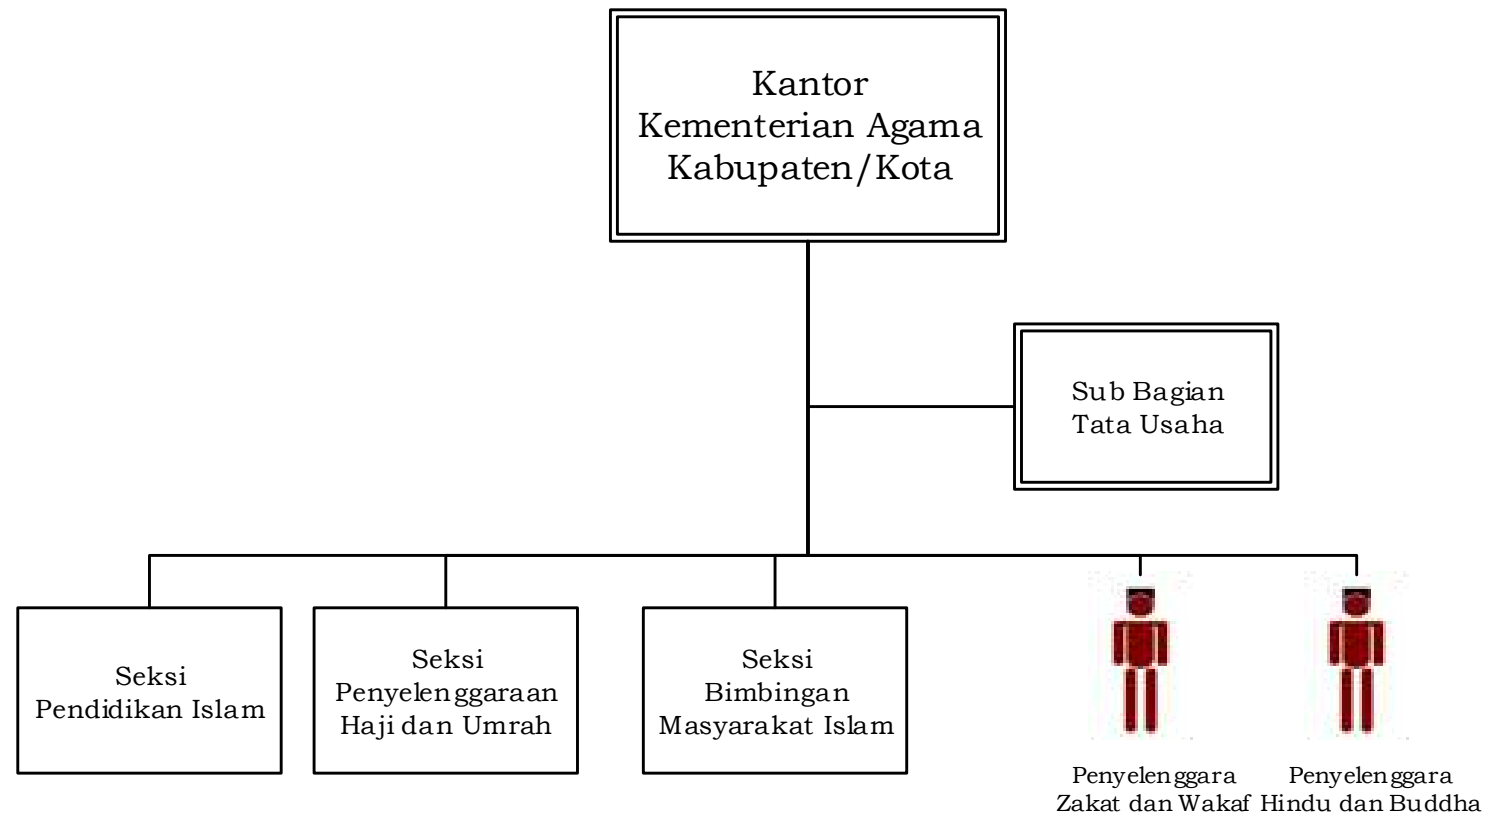 Kantor
Kementerian Agama
Kabupaten/Kota
Sub Bagian
Tata Usaha
Seksi
Pendidikan Islam
Seksi
Penyelenggaraan
Haji dan Umrah
Seksi
Bimbingan
Masyarakat Islam
Penyelenggara
Zakat dan Wakaf
Penyelenggara
Hindu dan Buddha